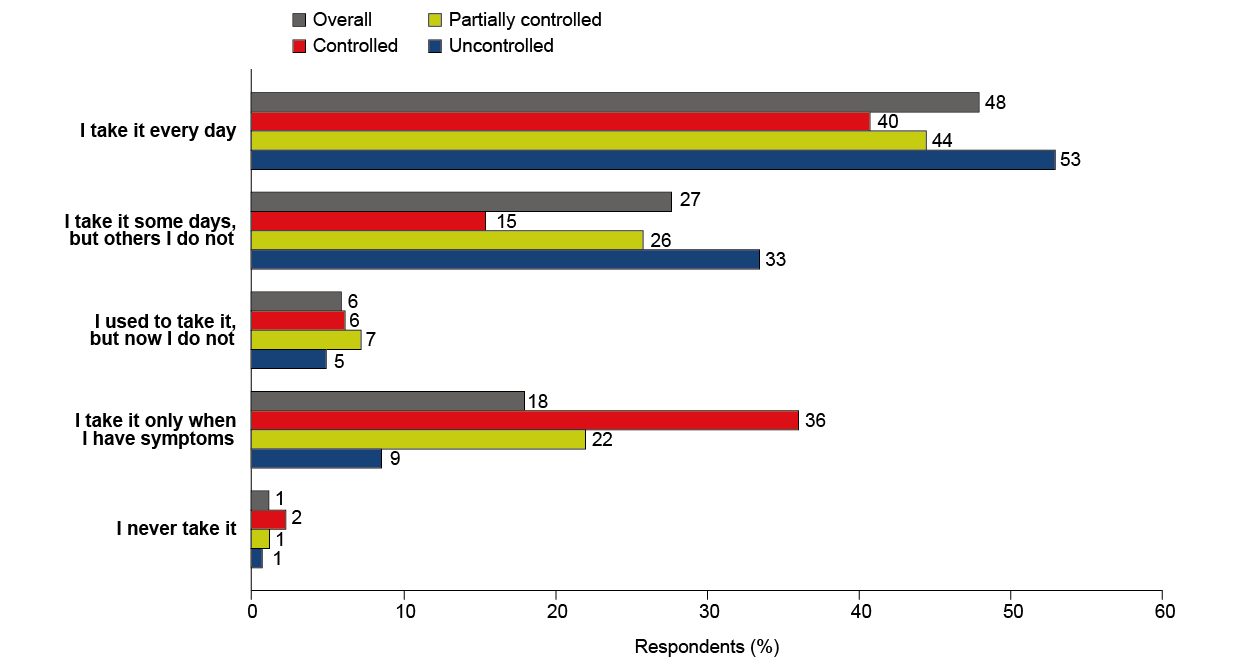 Overall
Partially controlled
Controlled
Uncontrolled
I take it every day
48
40
44
53
I take it some days,
but others I do not
27
15
26
33
I used to take it,
but now I do not
6
6
7
5
I take it only when
I have symptoms
18
36
22
9
I never take it
1
2
1
1
0 10 20 30 40 50 60
Respondents (%)